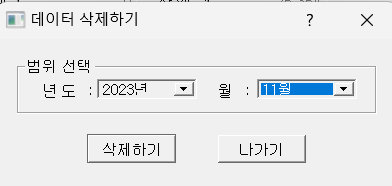 데이터 삭제하기
범위 선택
년도 : 2023년 월 : 11월
삭제하기 나가기